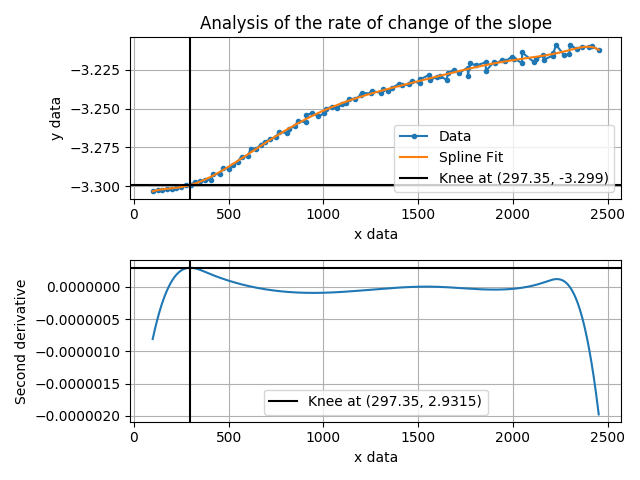 Analysis of the rate of change of the slope
y data
−3.225
−3.250
−3.275
−3.300
Data
Spline Fit
Knee at (297.35, -3.299)
0
500
1000
1500
2000
2500
x data
Second derivative
0.0000000
−0.0000005
−0.0000010
−0.0000015
−0.0000020
Knee at (297.35, 2.9315)
0
500
1000
1500
2000
2500
x data